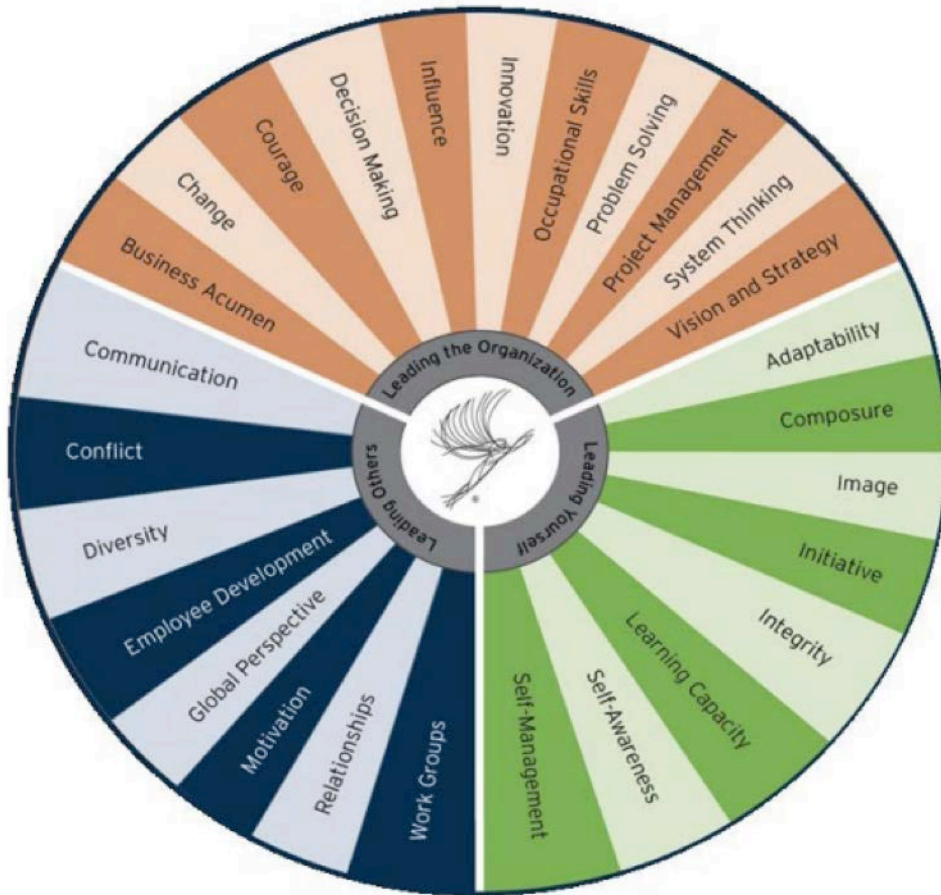 Business Acumen
Change
Courage
Decision Making
Influence
Innovation
Occupational Skills
Problem Solving
Project Management
System Thinking
Vision and Strategy
Adaptability
Composure
Image
Initiative
Integrity
Learning Capacity
Self-Awareness
Self-Management
Work Groups
Relationships
Motivation
Global Perspective
Employee Development
Diversity
Conflict
Communication
Leading the Organization
Leading Yourself
Leading Others
®